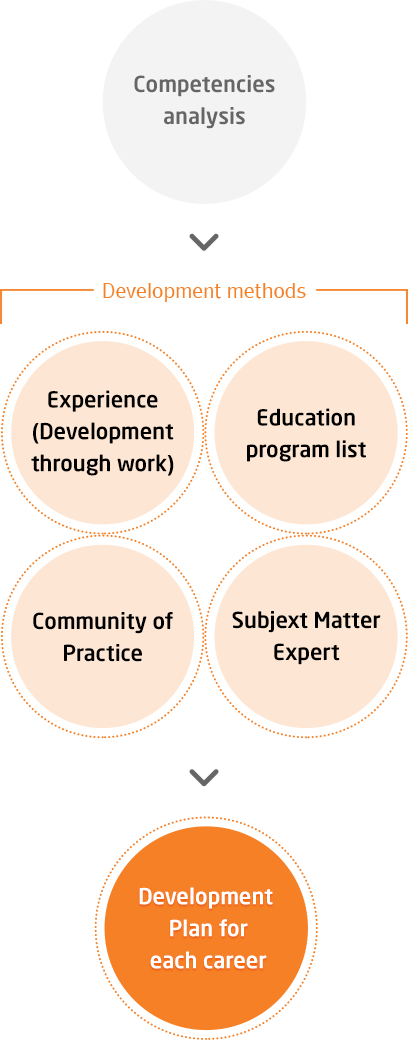 Competencies
analysis
Development methods
Experience
(Development
through work)
Education
program list
Community of
Practice
Subjext Matter
Expert
Development
Plan for
each career